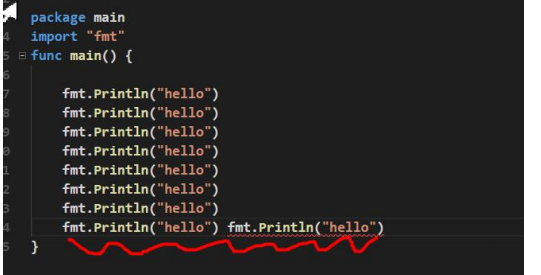 package main
4 import "fmt"
5 func main() {
6
7 fmt.Println("hello")
8 fmt.Println("hello")
9 fmt.Println("hello")
0 fmt.Println("hello")
1 fmt.Println("hello")
2 fmt.Println("hello")
3 fmt.Println("hello")
4 fmt.Println("hello") fmt.Println("hello")
5 }